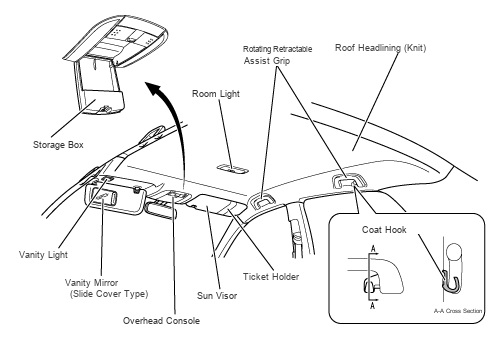 Rotating Retractable
Assist Grip
Roof Headlining (Knit)
Room Light
Storage Box
Coat Hook
A
A
A-A Cross Section
Vanity Light
Vanity Mirror
(Slide Cover Type)
Ticket Holder
Sun Visor
Overhead Console